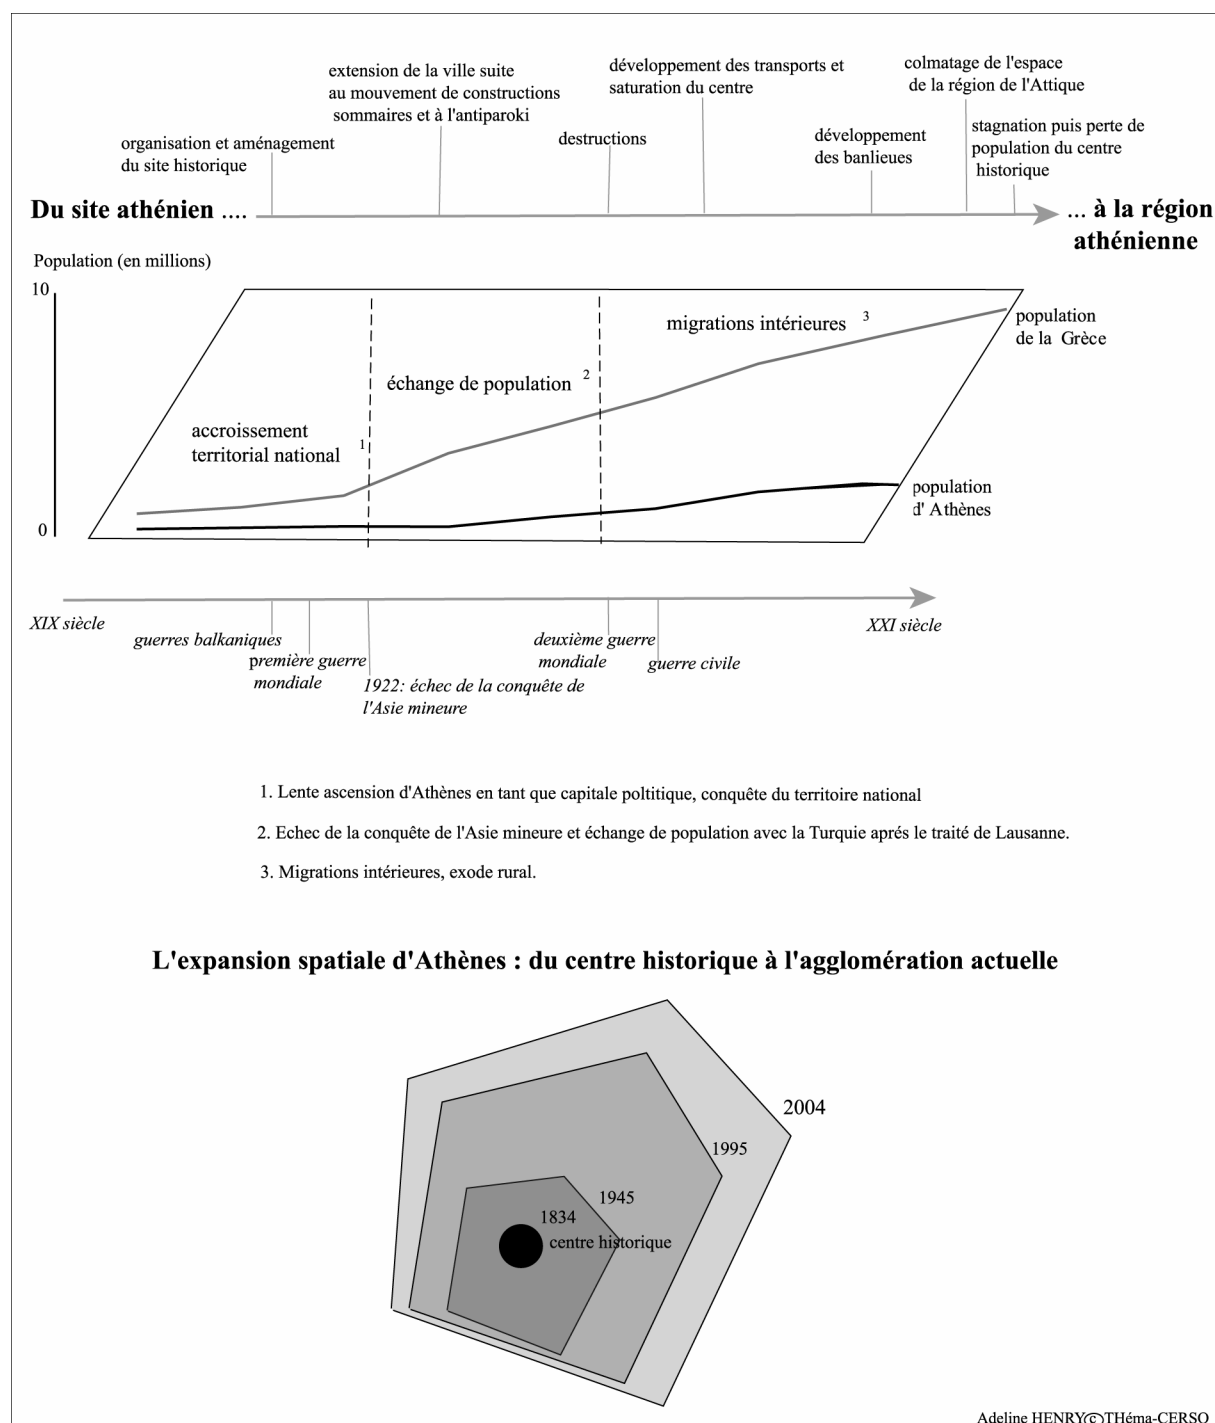 extension de la ville suite
au mouvement de constructions
sommaires et à l'antiparoki
développement des transports et
saturation du centre
colmatage de l'espace
de la région de l'Attique
organisation et aménagement
du site historique
destructions
développement
des banlieues
stagnation puis perte de
population du centre
historique
Du site athénien ....
... à la région
athénienne
Population (en millions)
10
0
accroissement
territorial national 1
échange de population 2
migrations intérieures 3
population
de la Grèce
population
d' Athènes
XIX siècle
XXI siècle
guerres balkaniques
première guerre
mondiale
1922: échec de la conquête de
l'Asie mineure
deuxième guerre
mondiale
guerre civile
1. Lente ascension d'Athènes en tant que capitale poltitique, conquête du territoire national
2. Echec de la conquête de l'Asie mineure et échange de population avec la Turquie aprés le traité de Lausanne.
3. Migrations intérieures, exode rural.
L'expansion spatiale d'Athènes : du centre historique à l'agglomération actuelle
2004
1995
1945
1834
centre historique
Adeline HENRY©THéma-CERSO